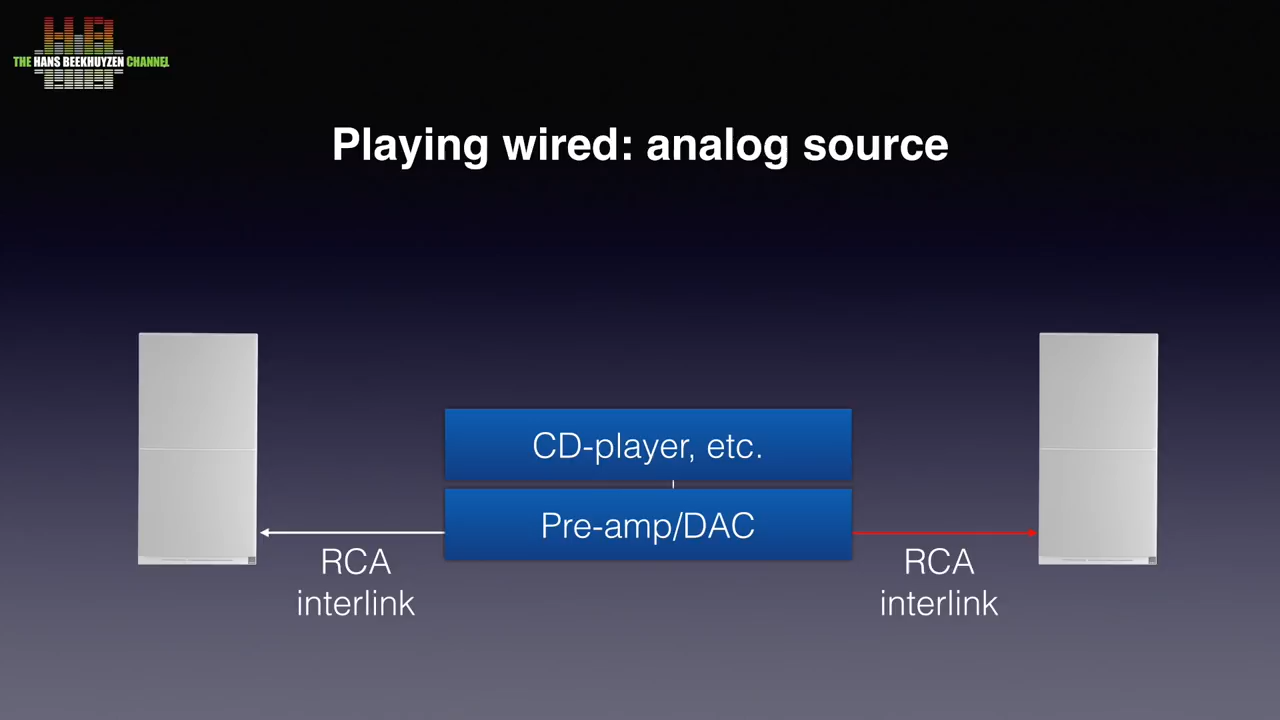 THE HANS BEEKHUYZEN CHANNEL
Playing wired: analog source
CD-player, etc.
Pre-amp/DAC
RCA
interlink
RCA
interlink